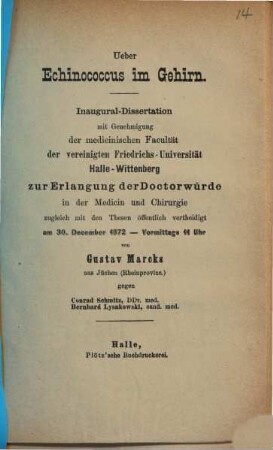 14
Ueber
Echinococcus im Gehirn.
Inaugural-Dissertation
mit Genehmigung
der medicinischen Facultät
der vereinigten Friedrichs-Universität
Halle-Wittenberg
zur Erlangung der Doctorwürde
in der Medicin und Chirurgie
zugleich mit den Thesen öffentlich vertheidigt
am 30. December 1872 — Vormittags 11 Uhr
von
Gustav Marcks
aus Jüchen (Rheinprovinz.)
gegen
Conrad Schmitz, DDr. med.
Bernhard Lyskowski, cand. med.
Halle,
Plötz'sche Buchdruckerei.